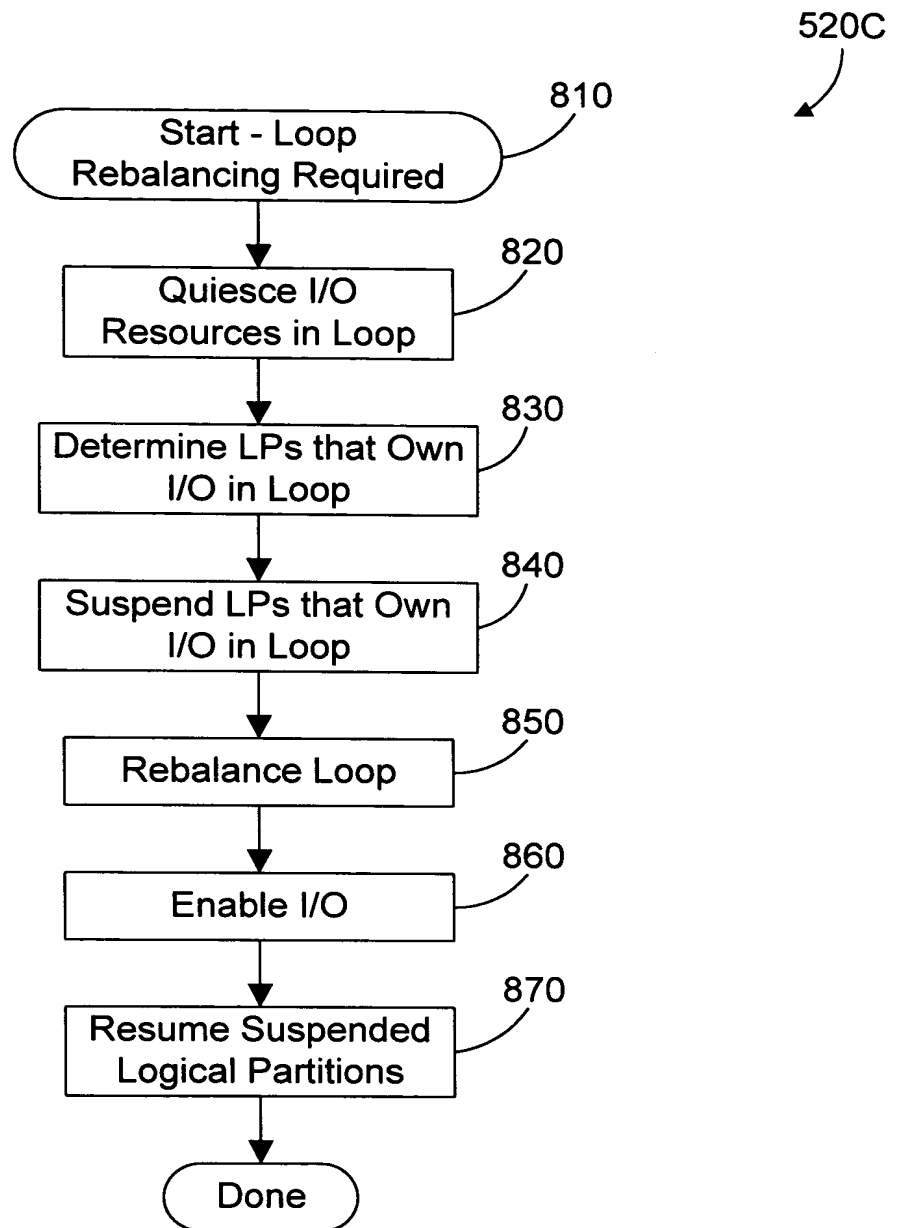 520C
810
Start - Loop
Rebalancing Required
820
Quiesce I/O
Resources in Loop
830
Determine LPs that Own
I/O in Loop
840
Suspend LPs that Own
I/O in Loop
850
Rebalance Loop
860
Enable I/O
870
Resume Suspended
Logical Partitions
Done